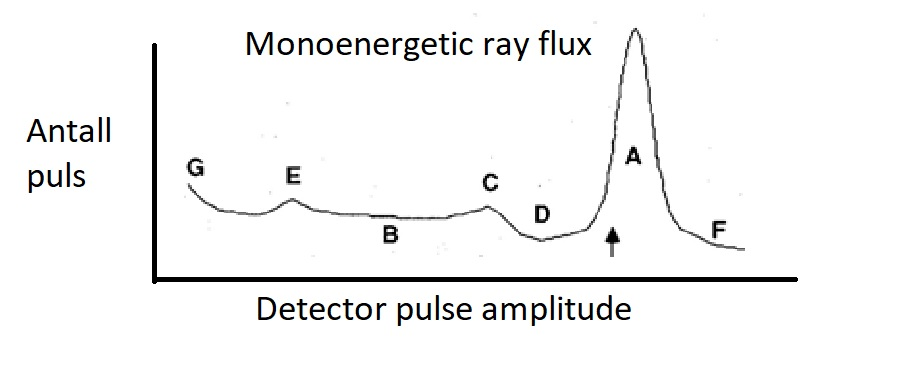 Monoenergetic ray flux
Antall
puls
G
E
B
C
D
A
F
Detector pulse amplitude